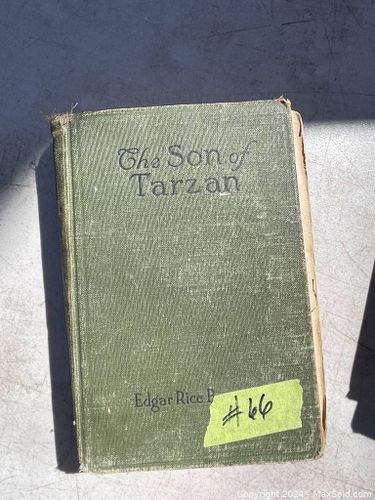 The Son of
Tarzan
Edgar Rice
#66
Copyright 2024 - MaxSold.com